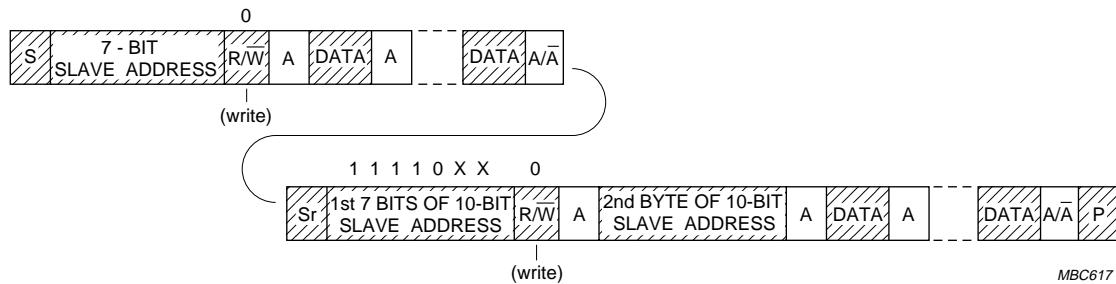 0
S 7 - BIT SLAVE ADDRESS R/W̅ A DATA A DATA A/A̅
(write)
1 1 1 1 0 X X 0
Sr 1st 7 BITS OF 10-BIT SLAVE ADDRESS R/W̅ A 2nd BYTE OF 10-BIT SLAVE ADDRESS A DATA A DATA A/A̅ P
(write)
MBC617